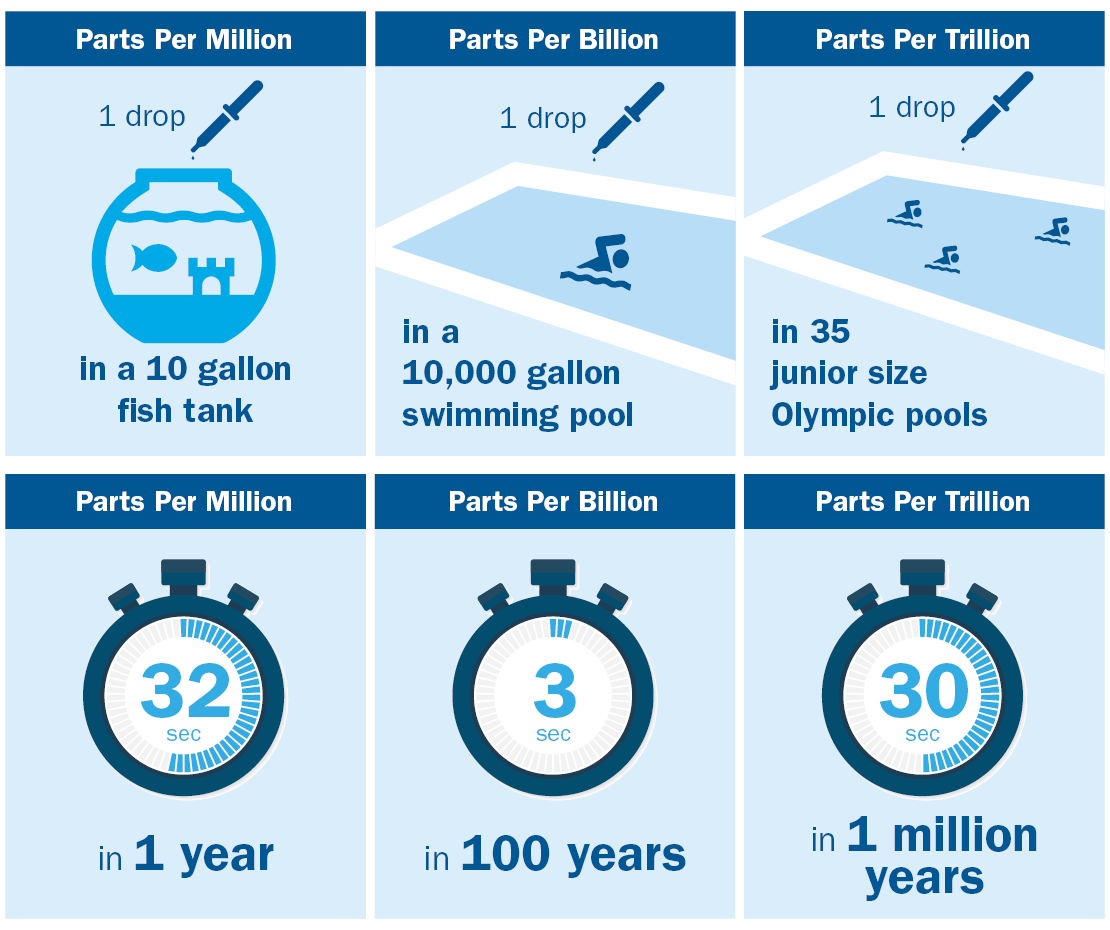 Parts Per Million
1 drop
in a 10 gallon
fish tank
Parts Per Billion
1 drop
in a
10,000 gallon
swimming pool
Parts Per Trillion
1 drop
in 35
junior size
Olympic pools
Parts Per Million
32
sec
in 1 year
Parts Per Billion
3
sec
in 100 years
Parts Per Trillion
30
sec
in 1 million
years